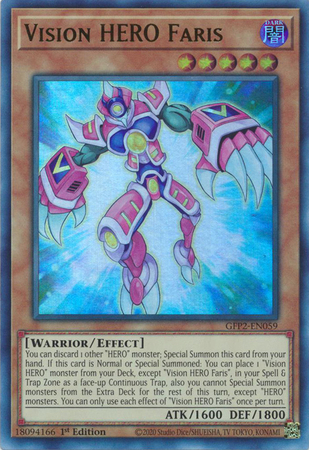 Vision HERO Faris
DARK
闇
GFP2-EN059
[Warrior/Effect]
You can discard 1 other "HERO" monster; Special Summon this card from your
hand. If this card is Normal or Special Summoned: You can place 1 "Vision
HERO" monster from your Deck, except "Vision HERO Faris", in your Spell &
Trap Zone as a face-up Continuous Trap, also you cannot Special Summon
monsters from the Extra Deck for the rest of this turn, except "HERO"
monsters. You can only use each effect of "Vision HERO Faris" once per turn.
ATK/1600 DEF/1800
18094166 1st Edition ©2020 Studio Dice/SHUEISHA, TV TOKYO, KONAMI